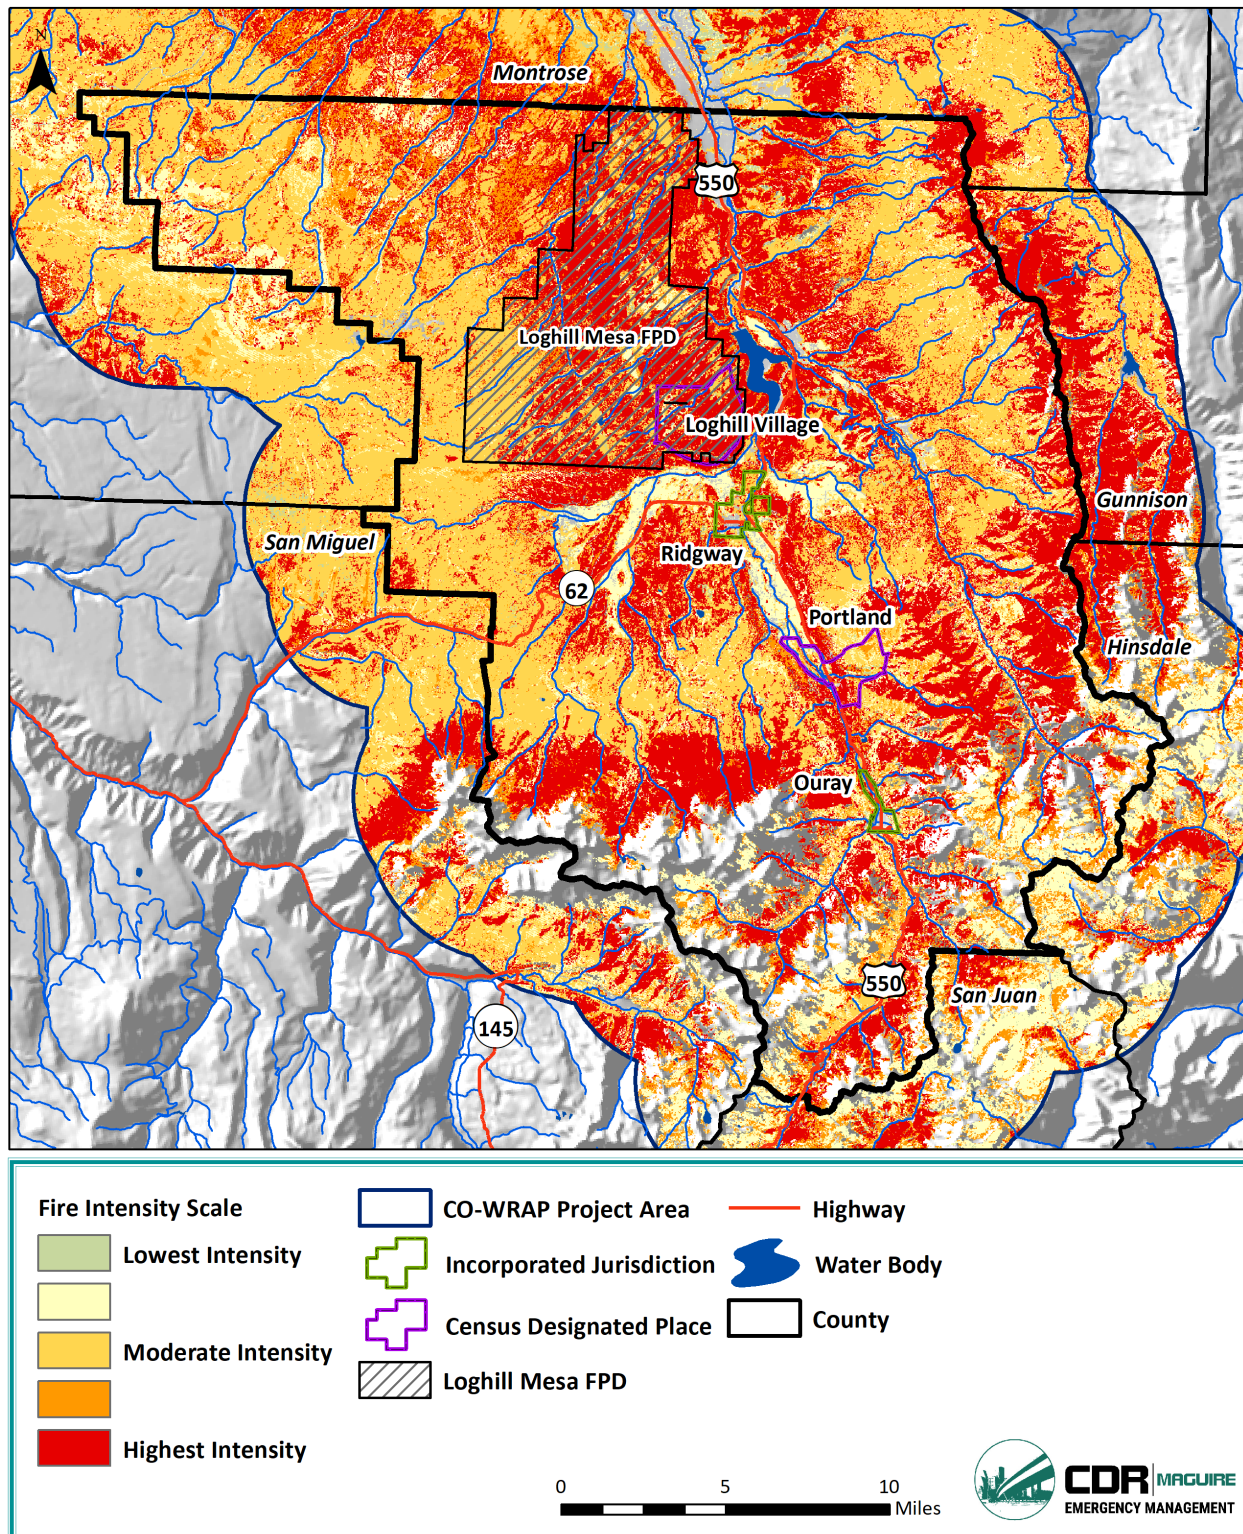 N
Montrose
550
Loghill Mesa FPD
Loghill Village
Gunnison
San Miguel
Ridgway
62
Portland
Hinsdale
Ouray
550
San Juan
145
Fire Intensity Scale
Lowest Intensity
Moderate Intensity
Highest Intensity
CO-WRAP Project Area
Incorporated Jurisdiction
Census Designated Place
Loghill Mesa FPD
Highway
Water Body
County
0 5 10
Miles
CDR MAGUIRE
EMERGENCY MANAGEMENT